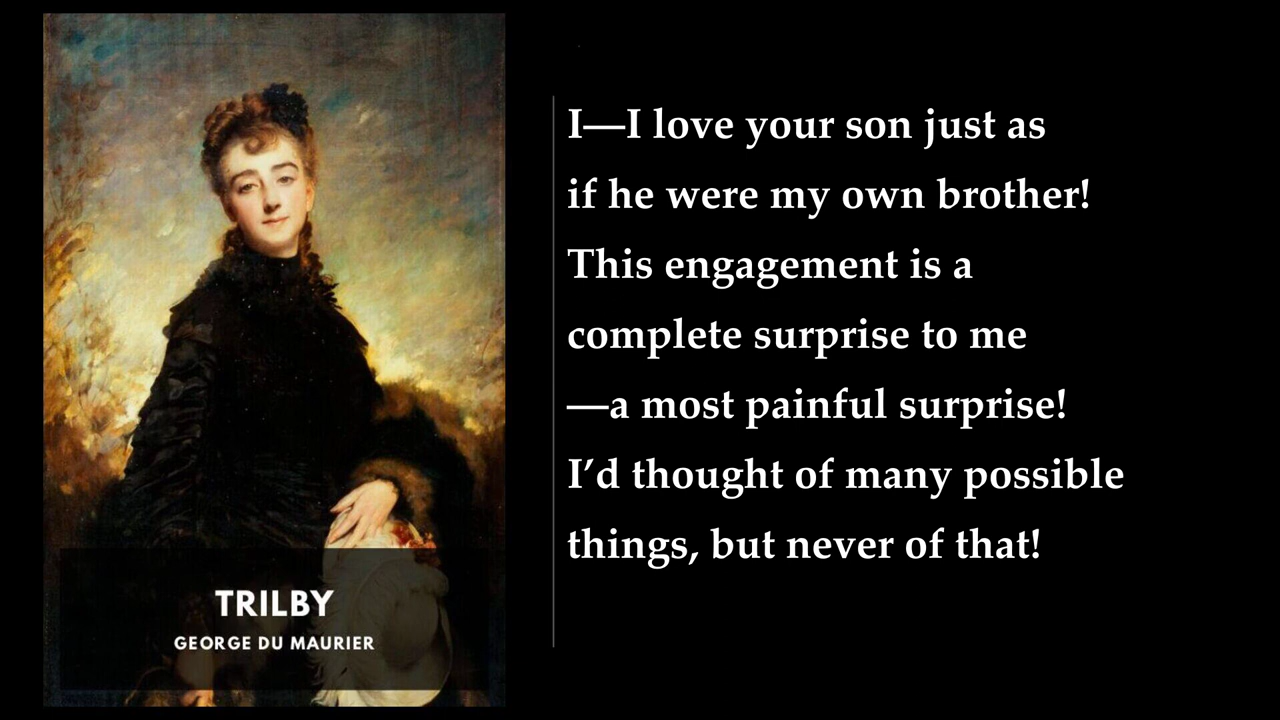 I—I love your son just as
if he were my own brother!
This engagement is a
complete surprise to me
—a most painful surprise!
I’d thought of many possible
things, but never of that!
TRILBY
GEORGE DU MAURIER